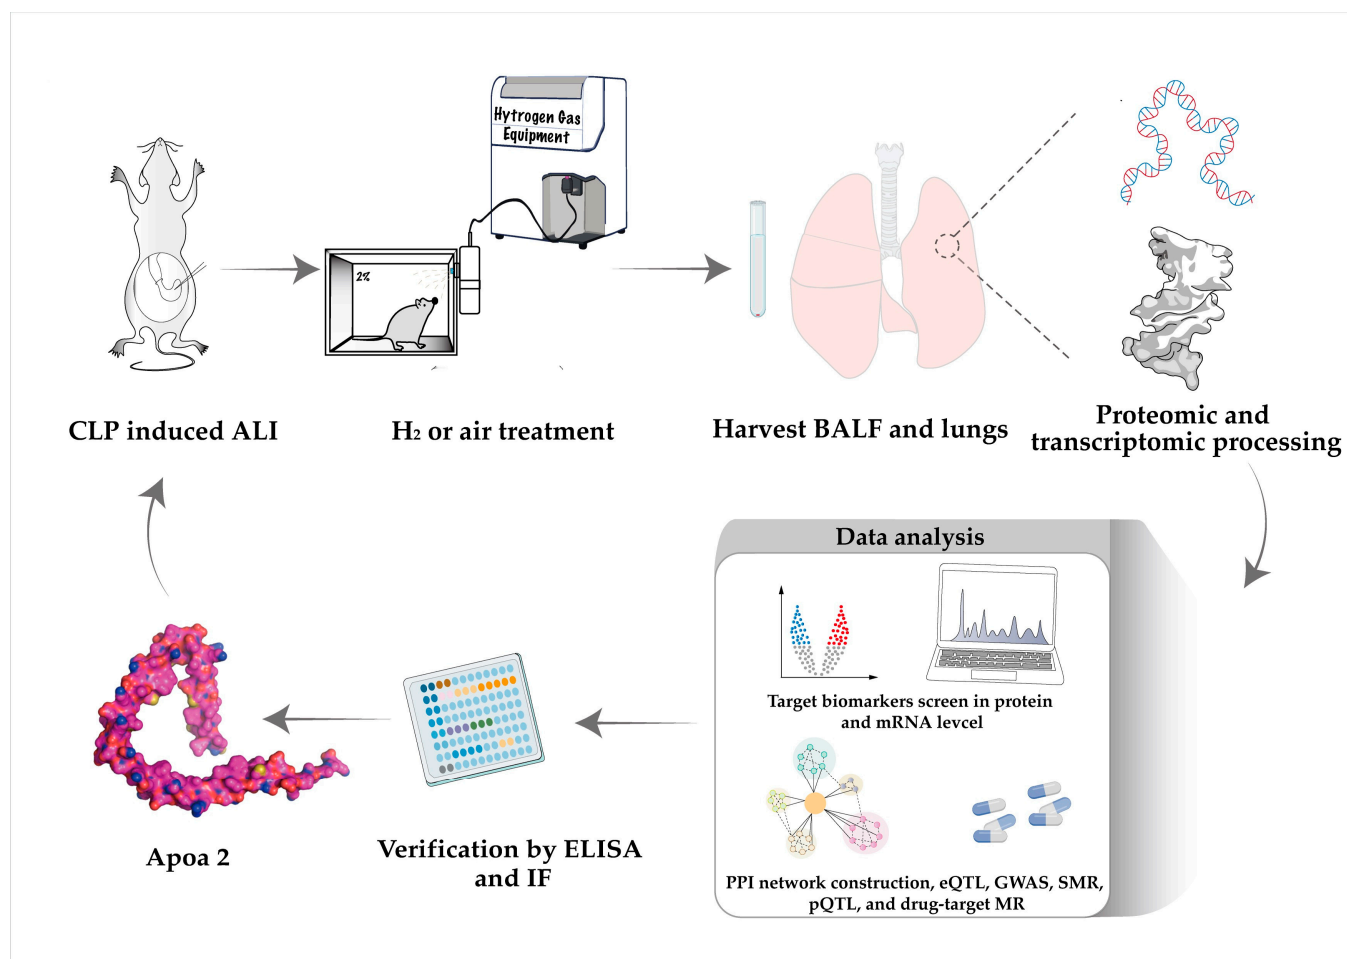 Hytrogen Gas
Equipment
2%
CLP induced ALI
H₂ or air treatment
Harvest BALF and lungs
Proteomic and
transcriptomic processing
Data analysis
Target biomarkers screen in protein
and mRNA levcel
PPI network construction, eQTL, GWAS, SMR,
pQTL, and drug-target MR
Verification by ELISA
and IF
Apoa 2